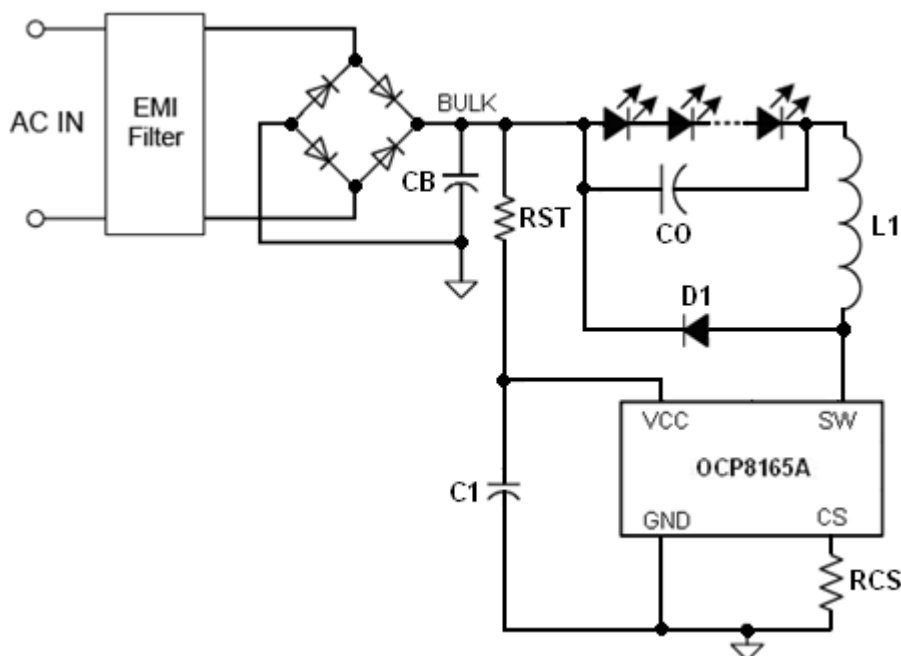 AC IN
EMI
Filter
BULK
CB
RST
CO
L1
D1
VCC
SW
OCP8165A
C1
GND
CS
RCS